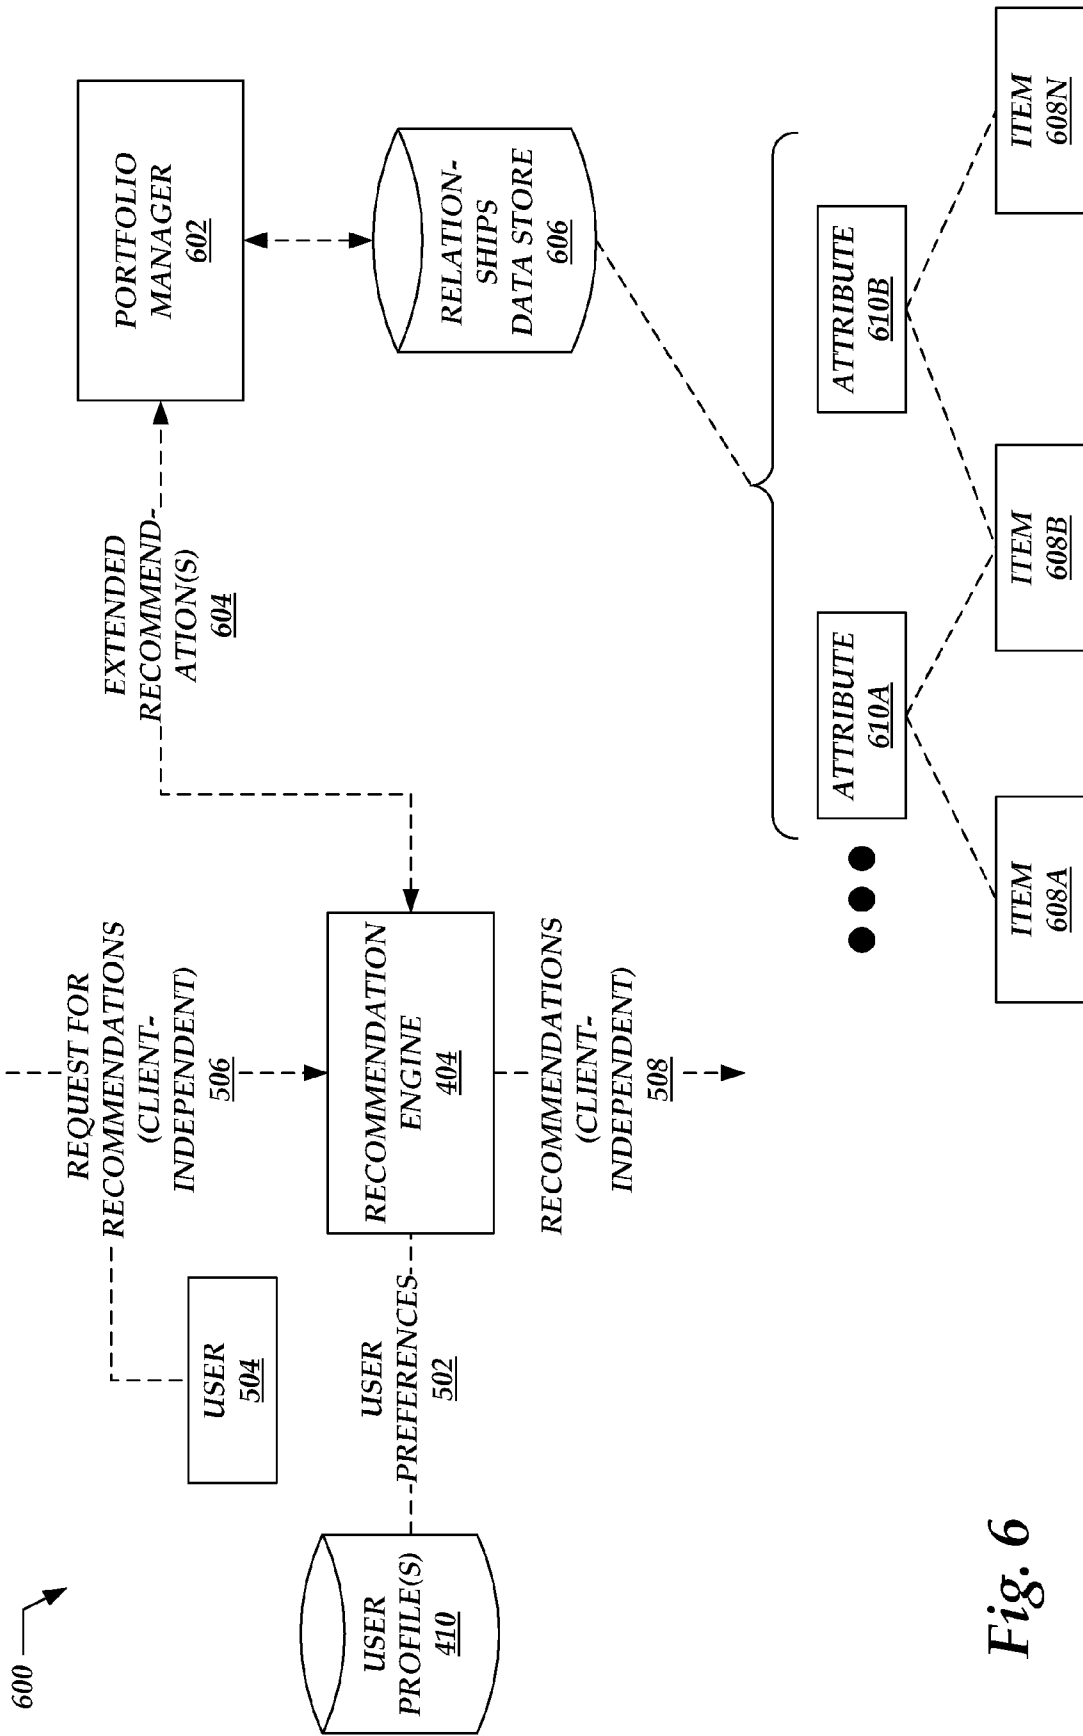 600
REQUEST FOR
RECOMMENDATIONS
(CLIENT-
INDEPENDENT)
506
EXTENDED
RECOMMEND-
ATION(S)
604
PORTFOLIO
MANAGER
602
USER
504
USER
PROFILE(S)
410
USER
PREFERENCES
502
RECOMMENDATION
ENGINE
404
RELATION-
SHIPS
DATA STORE
606
RECOMMENDATIONS
(CLIENT-
INDEPENDENT)
508
ATTRIBUTE
610A
ATTRIBUTE
610B
ITEM
608A
ITEM
608B
ITEM
608N
Fig. 6